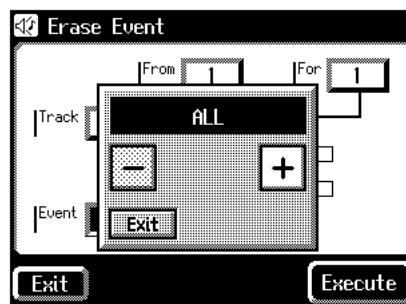 Erase Event
From 1 For 1
Track
ALL
- +
Event
Exit
Exit Execute